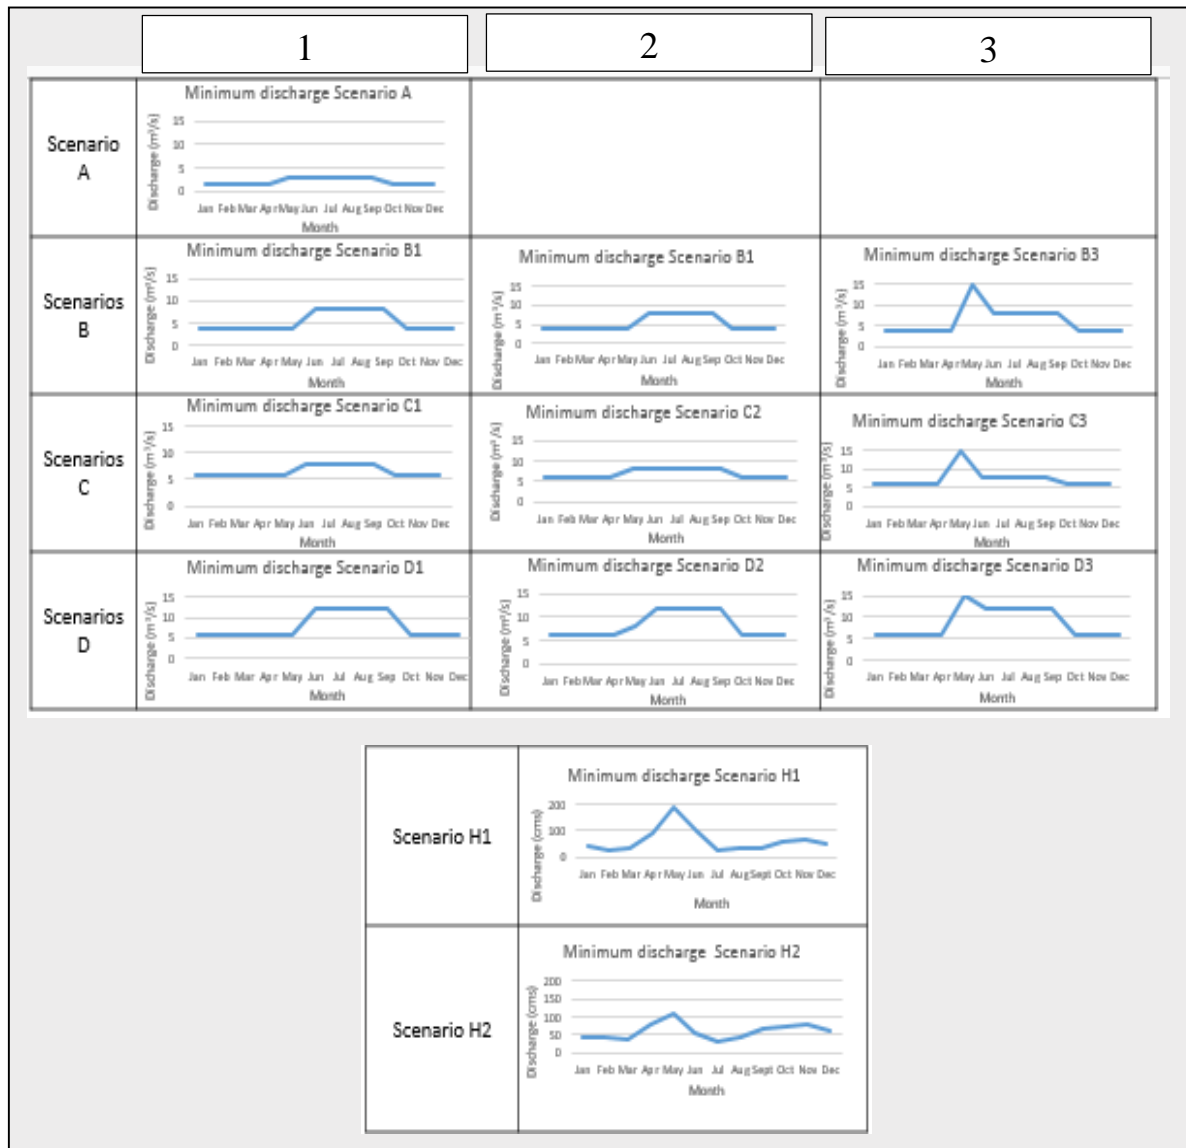 1
2
3
Scenario
A
Minimum discharge Scenario A
Discharge (m³/s)
15
10
5
0
Jan Feb Mar Apr May Jun Jul Aug Sep Oct Nov Dec
Month
Scenarios
B
Minimum discharge Scenario B1
Discharge (m³/s)
15
10
5
0
Jan Feb Mar Apr May Jun Jul Aug Sep Oct Nov Dec
Month
Minimum discharge Scenario B1
Discharge (m³/s)
15
10
5
0
Jan Feb Mar Apr May Jun Jul Aug Sep Oct Nov Dec
Month
Minimum discharge Scenario B3
Discharge (m³/s)
15
10
5
0
Jan Feb Mar Apr May Jun Jul Aug Sep Oct Nov Dec
Month
Scenarios
C
Minimum discharge Scenario C1
Discharge (m³/s)
15
10
5
0
Jan Feb Mar Apr May Jun Jul Aug Sep Oct Nov Dec
Month
Minimum discharge Scenario C2
Discharge (m³/s)
15
10
5
0
Jan Feb Mar Apr May Jun Jul Aug Sep Oct Nov Dec
Month
Minimum discharge Scenario C3
Discharge (m³/s)
15
10
5
0
Jan Feb Mar Apr May Jun Jul Aug Sep Oct Nov Dec
Month
Scenarios
D
Minimum discharge Scenario D1
Discharge (m³/s)
15
10
5
0
Jan Feb Mar Apr May Jun Jul Aug Sep Oct Nov Dec
Month
Minimum discharge Scenario D2
Discharge (m³/s)
15
10
5
0
Jan Feb Mar Apr May Jun Jul Aug Sep Oct Nov Dec
Month
Minimum discharge Scenario D3
Discharge (m³/s)
15
10
5
0
Jan Feb Mar Apr May Jun Jul Aug Sep Oct Nov Dec
Month
Scenario H1
Minimum discharge Scenario H1
Discharge (cms)
200
100
0
Jan Feb Mar Apr May Jun Jul Aug Sept Oct Nov Dec
Month
Scenario H2
Minimum discharge Scenario H2
Discharge (cms)
200
150
100
50
0
Jan Feb Mar Apr May Jun Jul Aug Sept Oct Nov Dec
Month